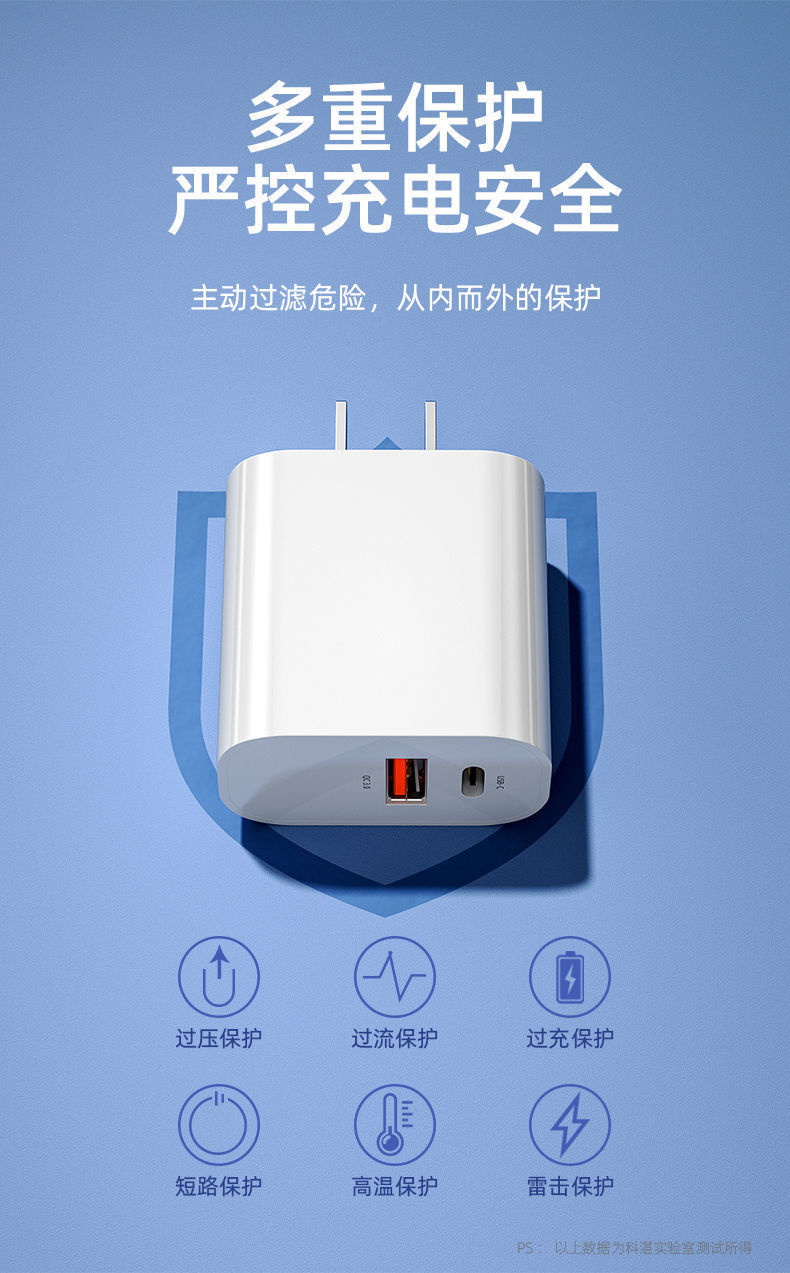 多重保护
严控充电安全
主动过滤危险，从内而外的保护
QC3.0
USB-C
过压保护
过流保护
过充保护
短路保护
高温保护
雷击保护
PS： 以上数据为科湛实验室测试所得